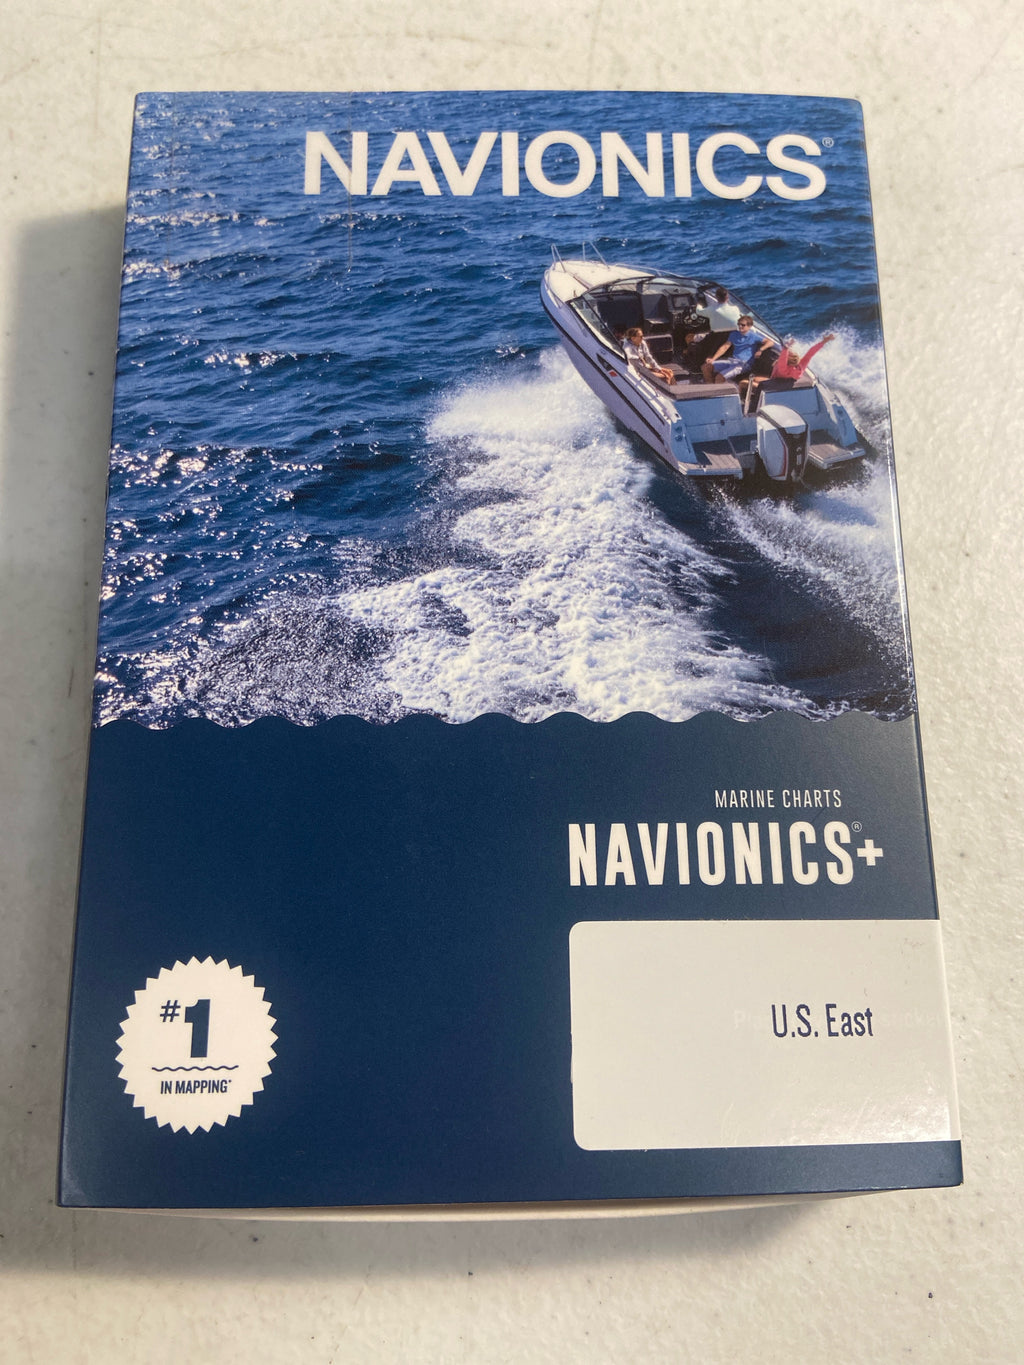 NAVIONICS®
MARINE CHARTS
NAVIONICS®+
U.S. East
#1
IN MAPPING*